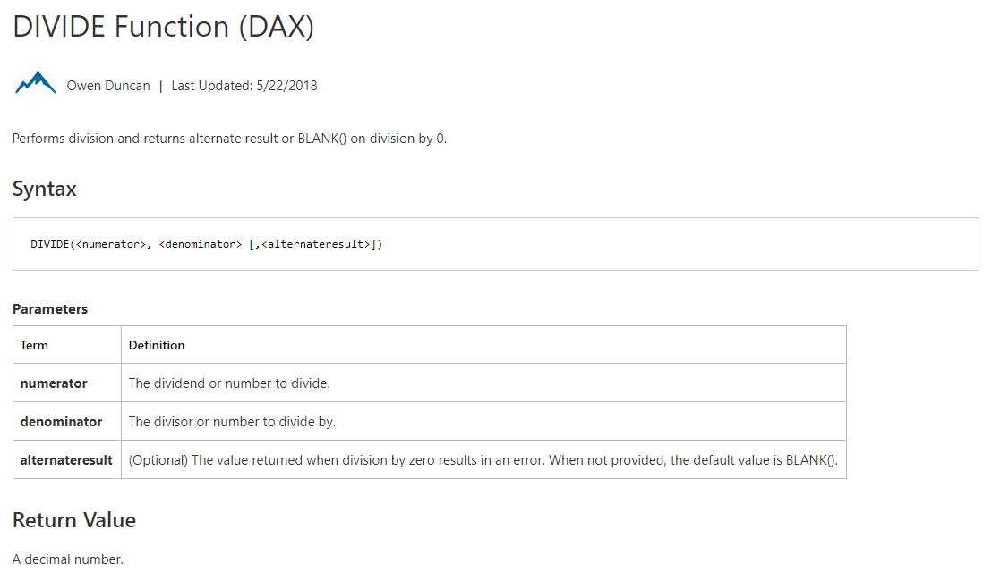 DIVIDE Function (DAX)
Owen Duncan | Last Updated: 5/22/2018
Performs division and returns alternate result or BLANK() on division by 0.
Syntax
DIVIDE(<numerator>, <denominator> [,<alternateresult>])
Parameters
Term Definition
numerator The dividend or number to divide.
denominator The divisor or number to divide by.
alternateresult (Optional) The value returned when division by zero results in an error. When not provided, the default value is BLANK().
Return Value
A decimal number.